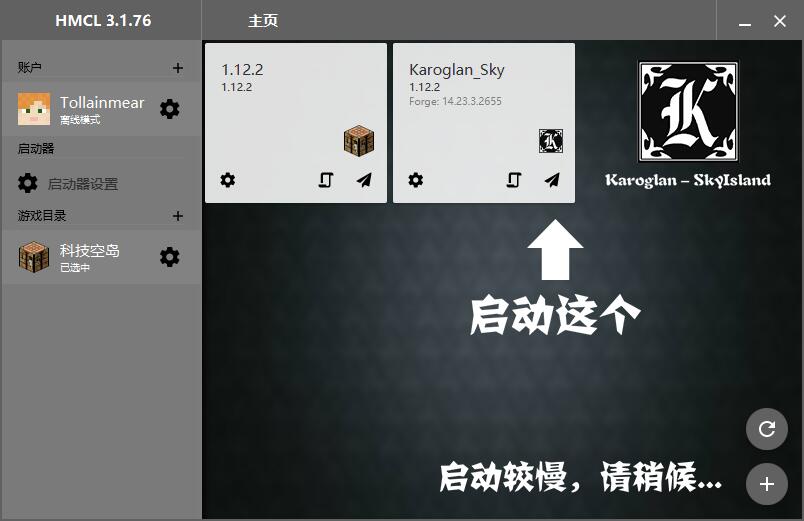 HMCL 3.1.76
主页
账户
Tollainmear
离线模式
启动器
启动器设置
游戏目录
科技空岛
已选中
1.12.2
1.12.2
Karoglan_Sky
1.12.2
Forge: 14.23.3.2655
K
Karoglan - SkyIsland
启动这个
启动较慢，请稍候...